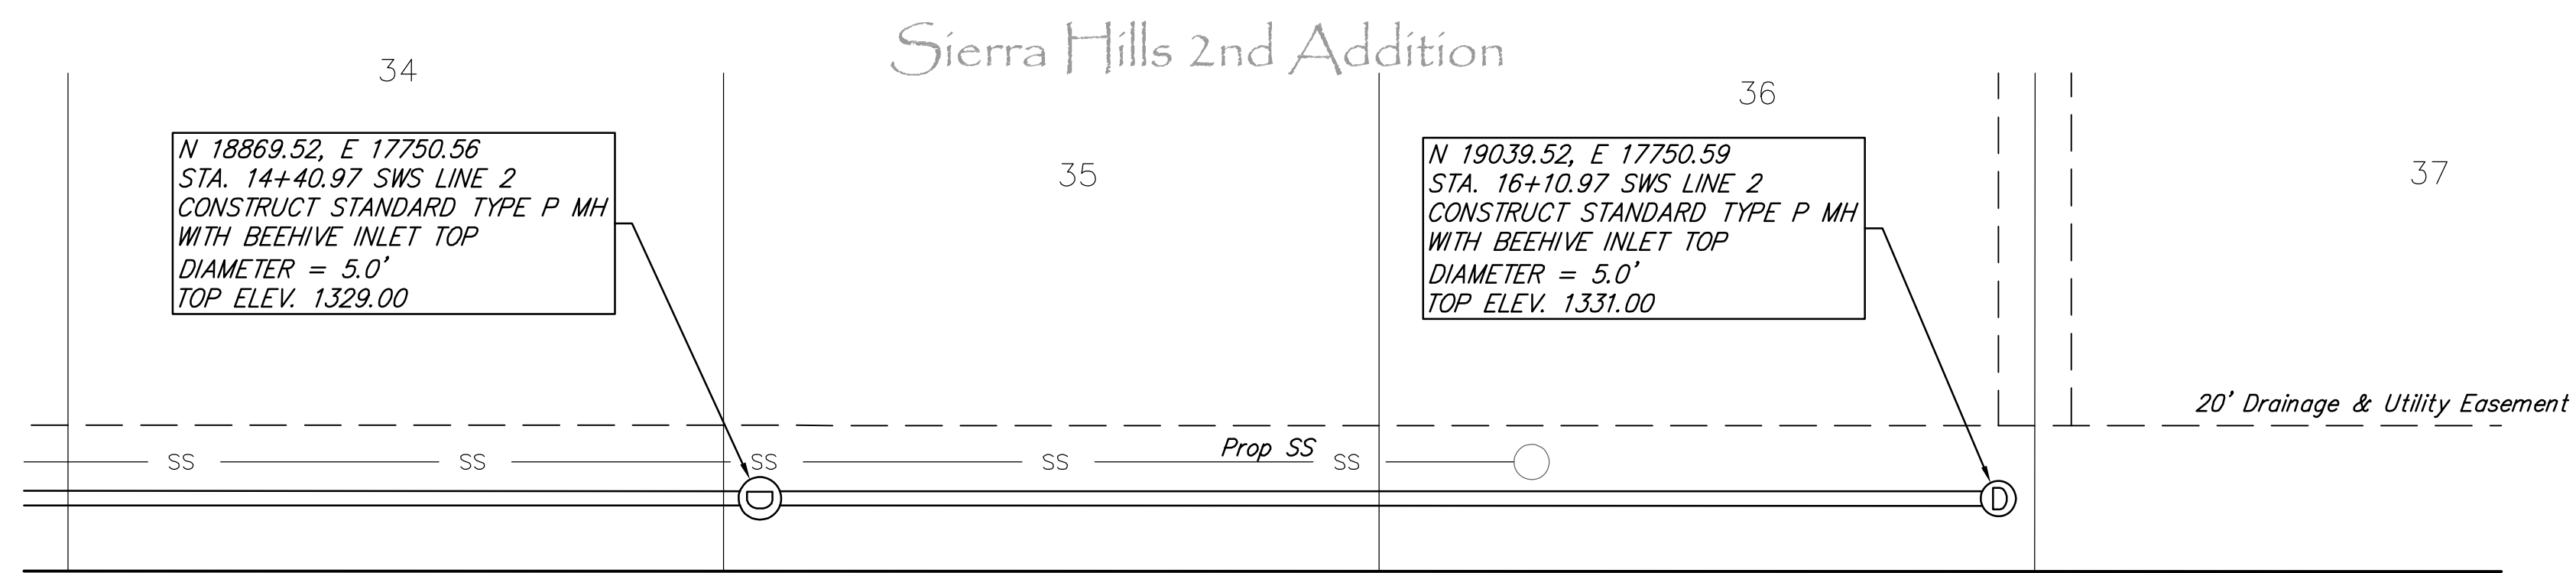 Sierra Hills 2nd Addition
34
35
36
37
N 18869.52, E 17750.56
STA. 14+40.97 SWS LINE 2
CONSTRUCT STANDARD TYPE P MH
WITH BEEHIVE INLET TOP
DIAMETER = 5.0'
TOP ELEV. 1329.00
N 19039.52, E 17750.59
STA. 16+10.97 SWS LINE 2
CONSTRUCT STANDARD TYPE P MH
WITH BEEHIVE INLET TOP
DIAMETER = 5.0'
TOP ELEV. 1331.00
20' Drainage & Utility Easement
Prop SS
SS SS SS SS SS
D D